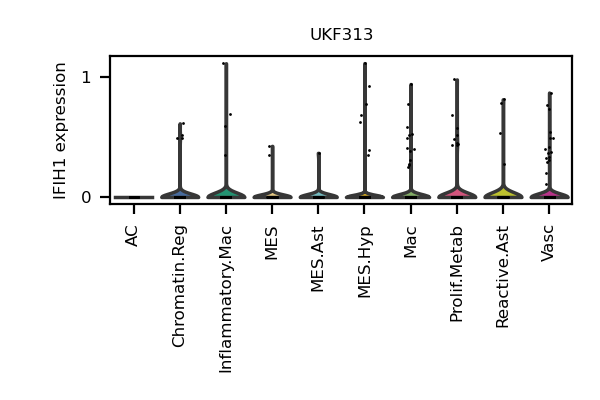 UKF313
IFIH1 expression
1
0
AC
Chromatin.Reg
Inflammatory.Mac
MES
MES.Ast
MES.Hyp
Mac
Prolif.Metab
Reactive.Ast
Vasc